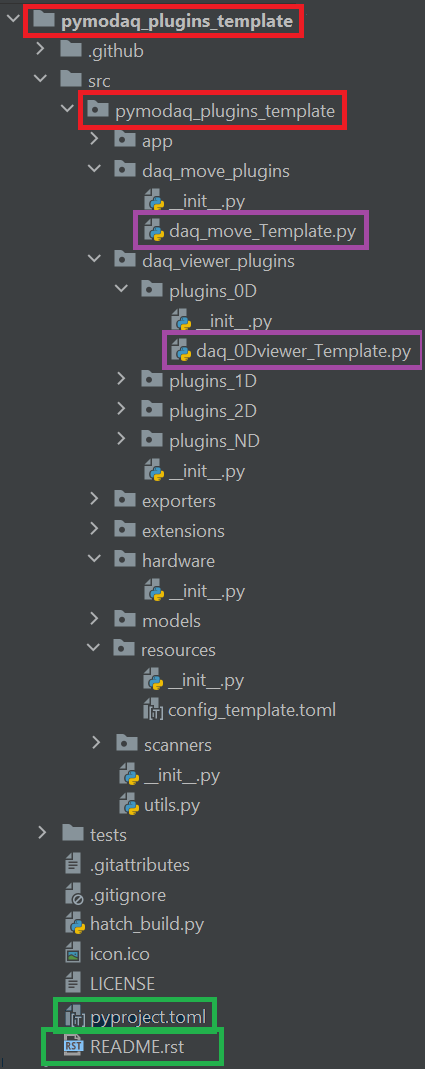 pymodaq_plugins_template
.github
src
pymodaq_plugins_template
app
daq_move_plugins
__init__.py
daq_move_Template.py
daq_viewer_plugins
plugins_0D
__init__.py
daq_0Dviewer_Template.py
plugins_1D
plugins_2D
plugins_ND
__init__.py
exporters
extensions
hardware
__init__.py
models
resources
__init__.py
config_template.toml
scanners
__init__.py
utils.py
tests
.gitattributes
.gitignore
hatch_build.py
icon.ico
LICENSE
pyproject.toml
RST README.rst